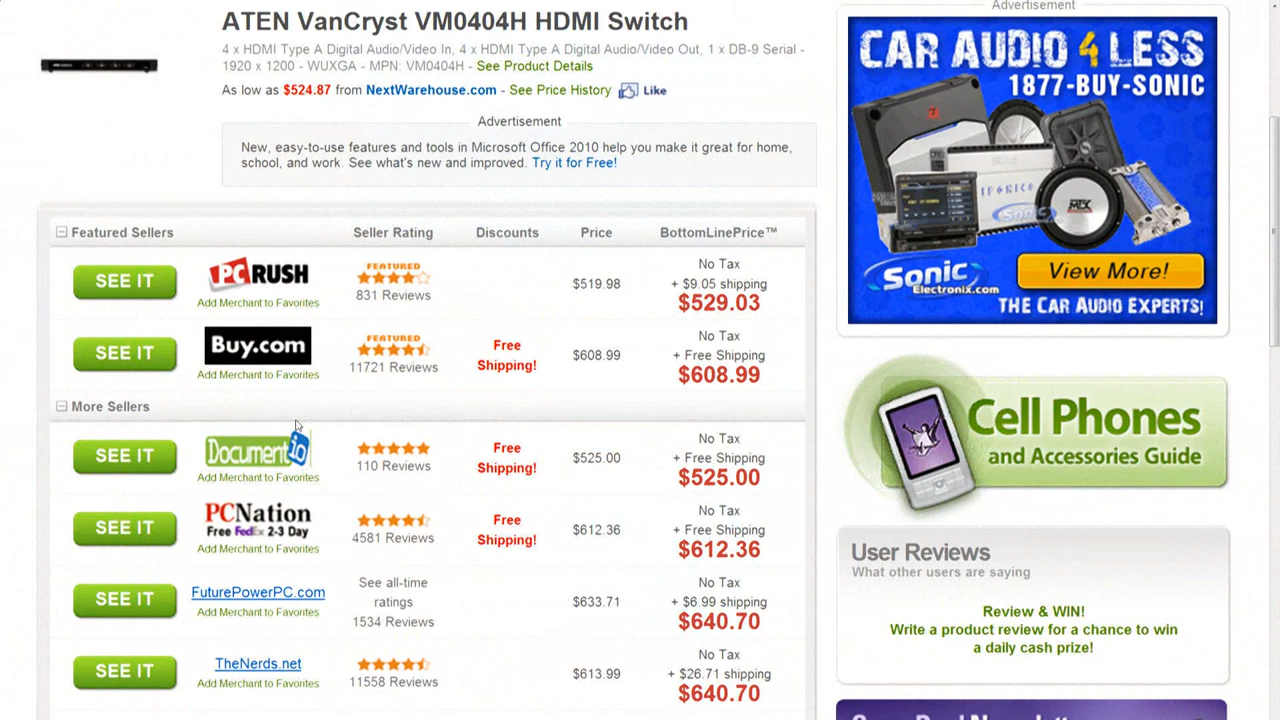 ATEN VanCryst VM0404H HDMI Switch
4 x HDMI Type A Digital Audio/Video In, 4 x HDMI Type A Digital Audio/Video Out, 1 x DB-9 Serial -
1920 x 1200 - WUXGA - MPN: VM0404H - See Product Details
As low as $524.87 from NextWarehouse.com - See Price History Like
Advertisement
New, easy-to-use features and tools in Microsoft Office 2010 help you make it great for home,
school, and work. See what's new and improved. Try it for Free!
Featured Sellers Seller Rating Discounts Price BottomLinePrice™
SEE IT
PCRUSH
Add Merchant to Favorites
FEATURED
831 Reviews
$519.98
No Tax
+ $9.05 shipping
$529.03
SEE IT
Buy.com
Add Merchant to Favorites
FEATURED
11721 Reviews
Free
Shipping!
$608.99
No Tax
+ Free Shipping
$608.99
More Sellers
SEE IT
Documentio
Add Merchant to Favorites
110 Reviews
Free
Shipping!
$525.00
No Tax
+ Free Shipping
$525.00
SEE IT
PCNation
Free FedEx 2-3 Day
Add Merchant to Favorites
4581 Reviews
Free
Shipping!
$612.36
No Tax
+ Free Shipping
$612.36
SEE IT
FuturePowerPC.com
Add Merchant to Favorites
See all-time
ratings
1534 Reviews
$633.71
No Tax
+ $6.99 shipping
$640.70
SEE IT
TheNerds.net
Add Merchant to Favorites
11558 Reviews
$613.99
No Tax
+ $26.71 shipping
$640.70
Advertisement
CAR AUDIO 4 LESS
1877-BUY-SONIC
MTX
Sonic
Electronix.com
View More!
THE CAR AUDIO EXPERTS!
Cell Phones
and Accessories Guide
User Reviews
What other users are saying
Review & WIN!
Write a product review for a chance to win
a daily cash prize!